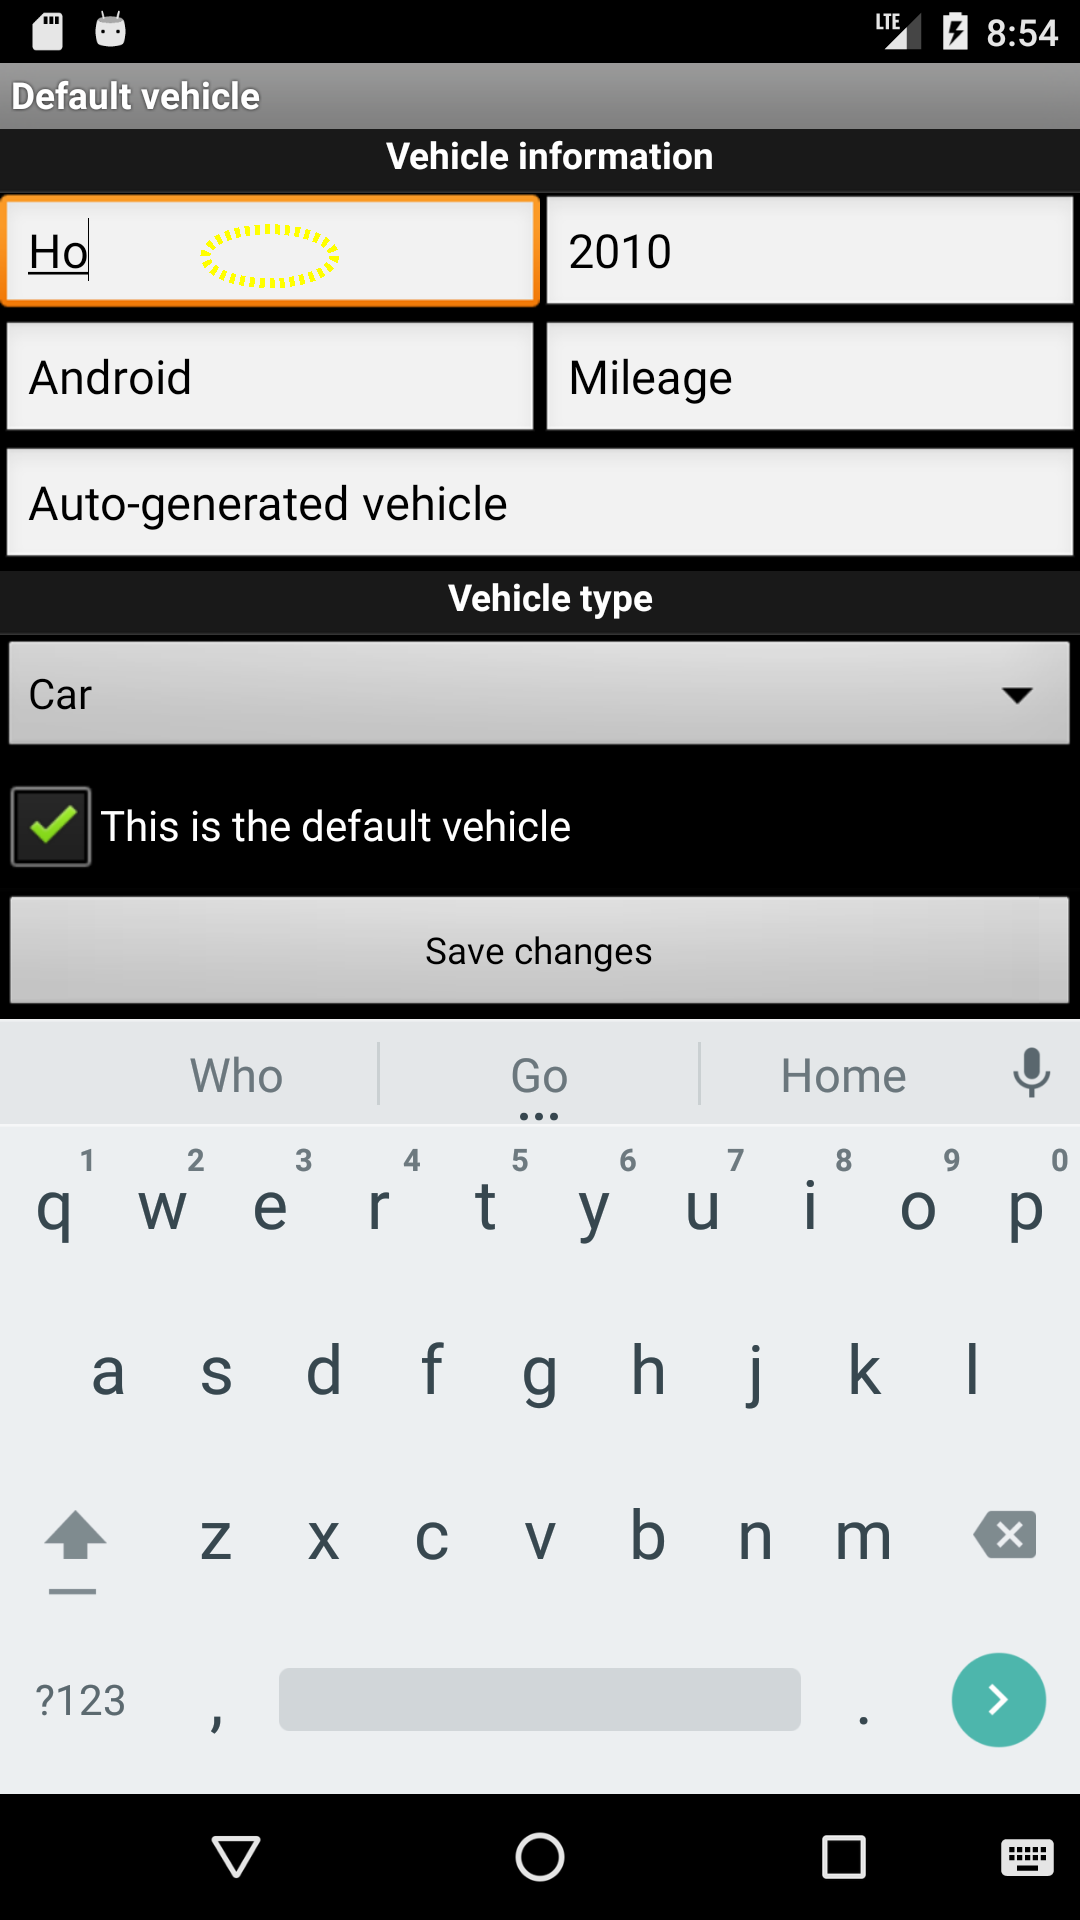 LTE 8:54
Default vehicle
Vehicle information
Ho 2010
Android Mileage
Auto-generated vehicle
Vehicle type
Car
This is the default vehicle
Save changes
Who Go Home
1 2 3 4 5 6 7 8 9 0
q w e r t y u i o p
a s d f g h j k l
z x c v b n m
?123 , .